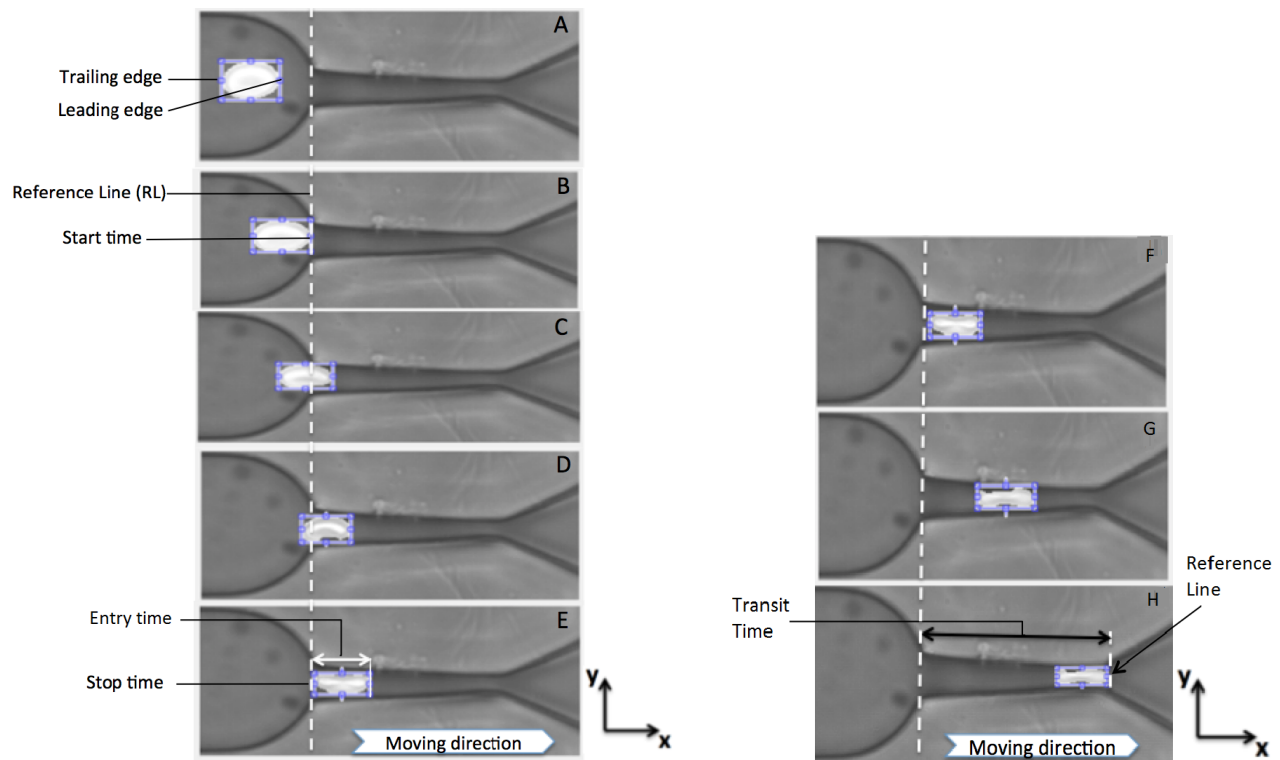 A
Trailing edge
Leading edge
Reference Line (RL)
B
Start time
C
D
Entry time
E
Stop time
Moving direction
y
x
F
G
H
Transit
Time
Reference
Line
Moving direction
y
x